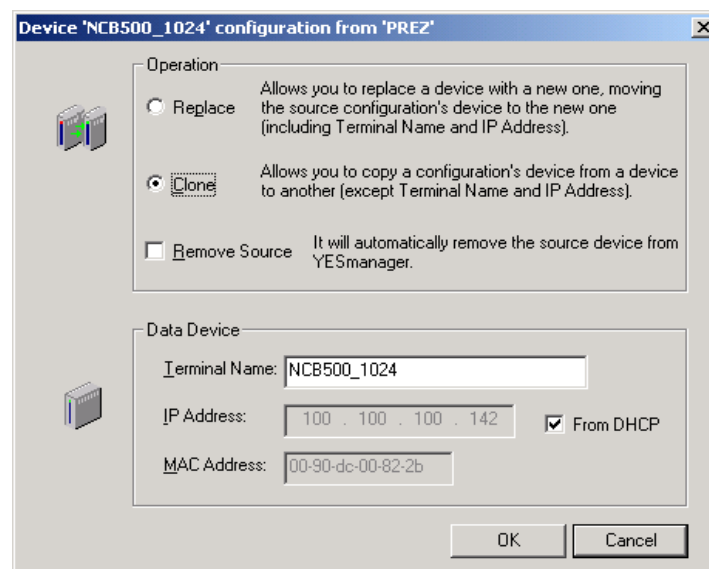 Device 'NCB500_1024' configuration from 'PREZ'
Operation
Replace
Allows you to replace a device with a new one, moving
the source configuration's device to the new one
(including Terminal Name and IP Address).
Clone
Allows you to copy a configuration's device from a device
to another (except Terminal Name and IP Address).
Remove Source
It will automatically remove the source device from
YESmanager.
Data Device
Terminal Name: NCB500_1024
IP Address: 100 . 100 . 100 . 142 From DHCP
MAC Address: 00-90-dc-00-82-2b
OK Cancel